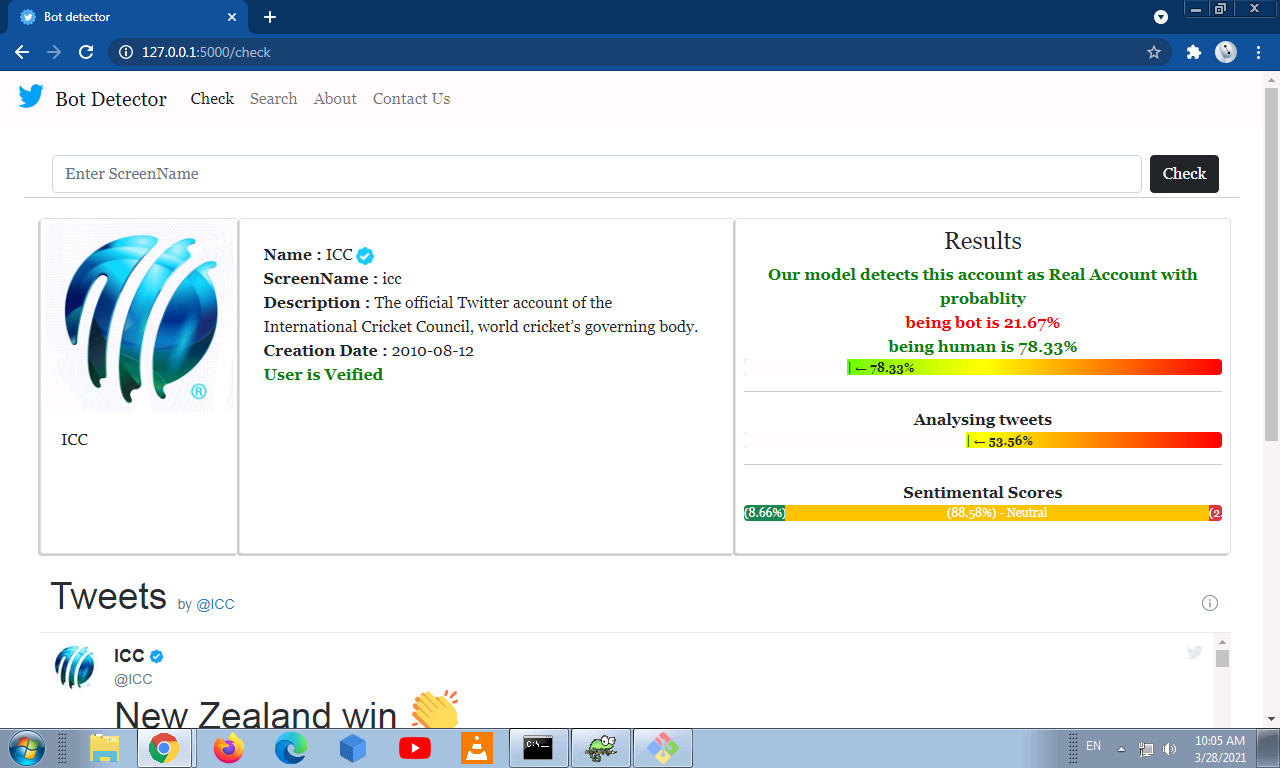 Bot detector
127.0.0.1:5000/check
Bot Detector Check Search About Contact Us
Enter ScreenName Check
®
ICC
Name : ICC
ScreenName : icc
Description : The official Twitter account of the
International Cricket Council, world cricket’s governing body.
Creation Date : 2010-08-12
User is Veified
Results
Our model detects this account as Real Account with
probablity
being bot is 21.67%
being human is 78.33%
| ← 78.33%
Analysing tweets
| ← 53.56%
Sentimental Scores
(8.66%) (88.58%) - Neutral (2.
Tweets by @ICC
ICC
@ICC
New Zealand win 👏
C:\_
EN
10:05 AM
3/28/2021